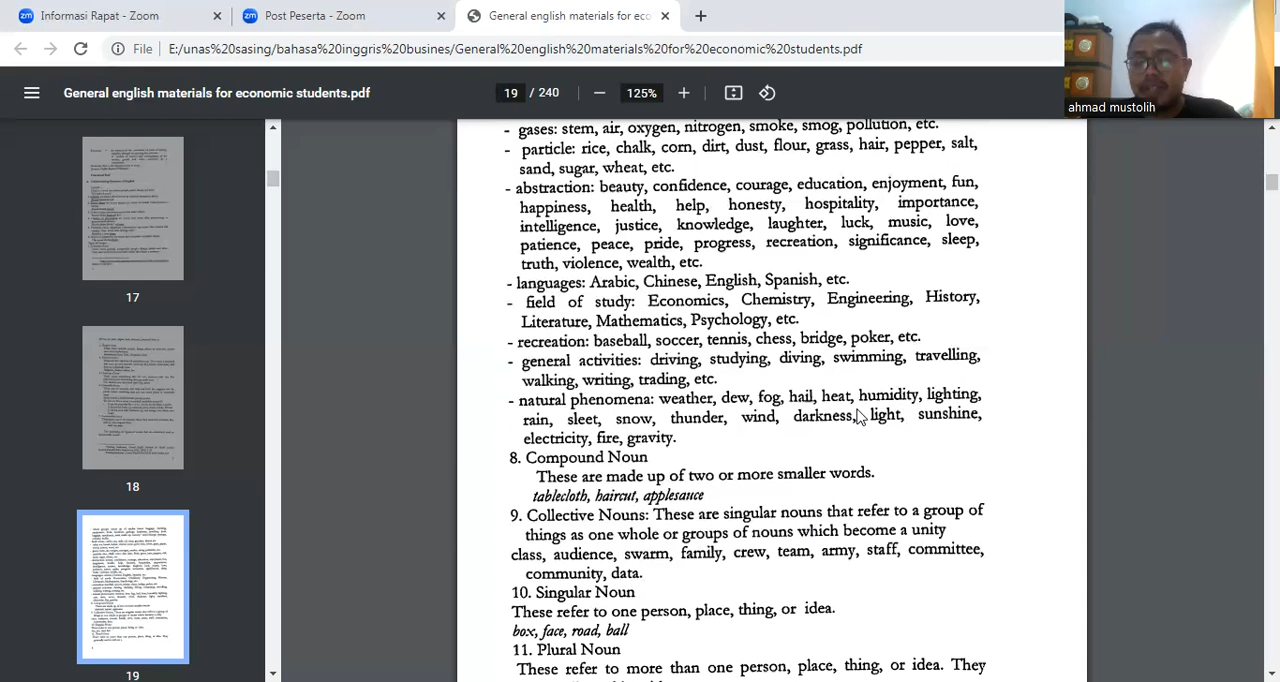 Informasi Rapat - Zoom
Post Peserta - Zoom
General english materials for eco
File E:/unas%20sasing/bahasa%20inggris%20busines/General%20english%20materials%20for%20economic%20students.pdf
General english materials for economic students.pdf
19 / 240
125%
ahmad mustolih
17
18
19
- gases: stem, air, oxygen, nitrogen, smoke, smog, pollution, etc.
- particle: rice, chalk, corn, dirt, dust, flour, grass, hair, pepper, salt,
sand, sugar, wheat, etc.
- abstraction: beauty, confidence, courage, education, enjoyment, fun,
happiness, health, help, honesty, hospitality, importance,
intelligence, justice, knowledge, laughter, luck, music, love,
patience, peace, pride, progress, recreation, significance, sleep,
truth, violence, wealth, etc.
- languages: Arabic, Chinese, English, Spanish, etc.
- field of study: Economics, Chemistry, Engineering, History,
Literature, Mathematics, Psychology, etc.
- recreation: baseball, soccer, tennis, chess, bridge, poker, etc.
- general activities: driving, studying, diving, swimming, travelling,
walking, writing, trading, etc.
- natural phenomena: weather, dew, fog, hail, heat, humidity, lighting,
rain, sleet, snow, thunder, wind, darkness, light, sunshine,
electricity, fire, gravity.
8. Compound Noun
These are made up of two or more smaller words.
tablecloth, haircut, applesauce
9. Collective Nouns: These are singular nouns that refer to a group of
things as one whole or groups of nouns which become a unity
class, audience, swarm, family, crew, team, army, staff, committee,
community, data.
10. Singular Noun
These refer to one person, place, thing, or idea.
box, face, road, ball
11. Plural Noun
These refer to more than one person, place, thing, or idea. They